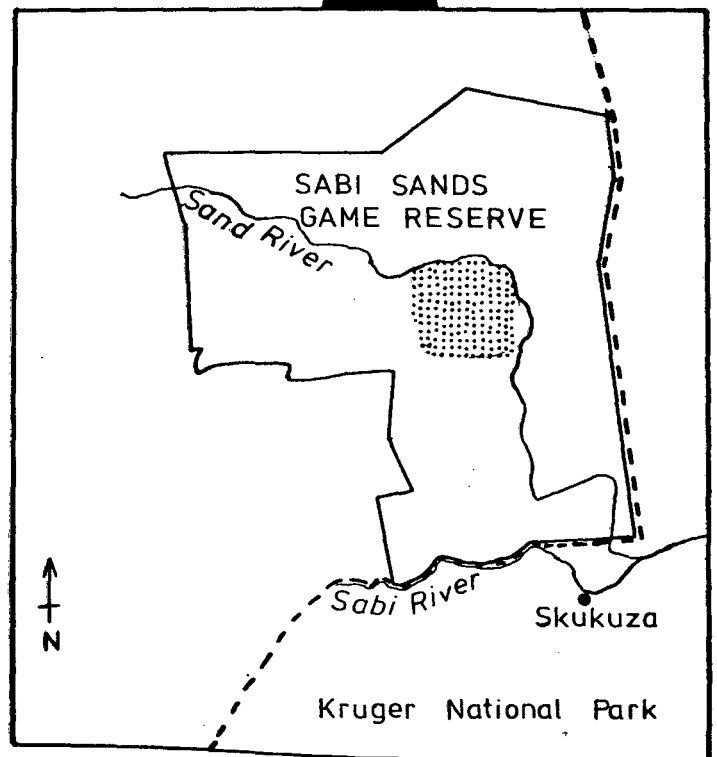 SABI SANDS
GAME RESERVE
Sand River
Sabi River
Skukuza
N
Kruger National Park